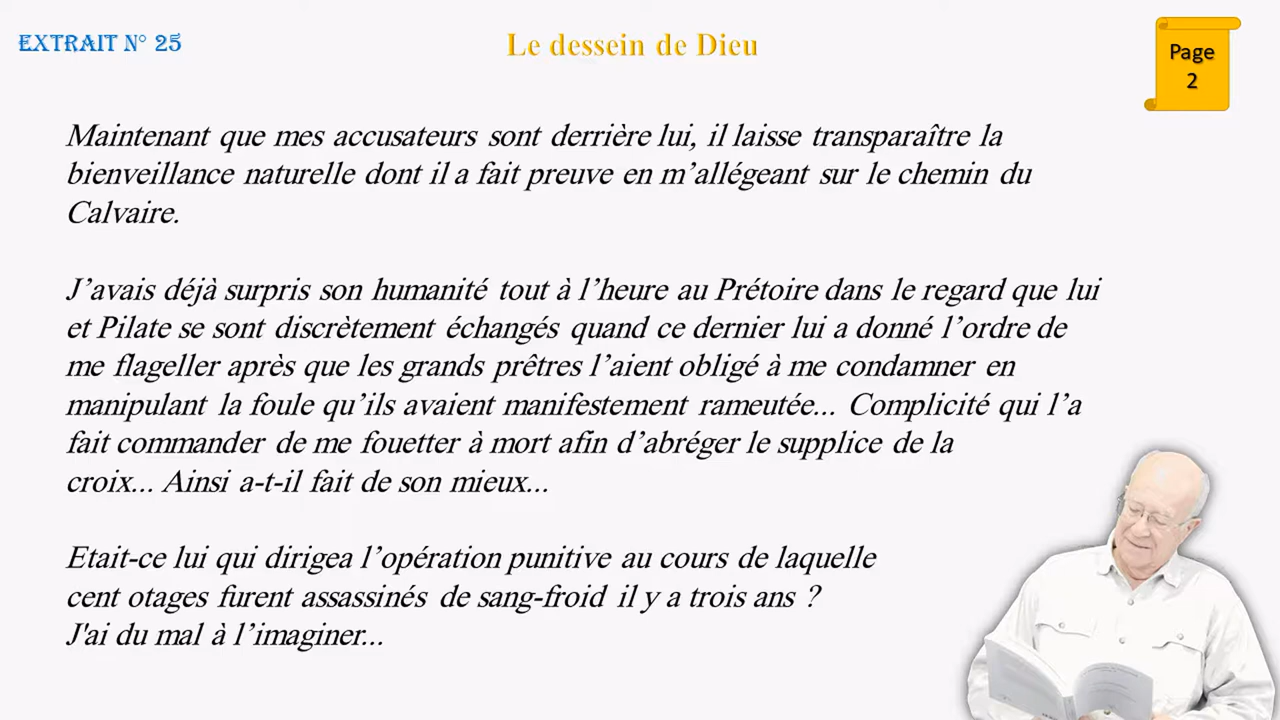 EXTRAIT N° 25
Le dessein de Dieu
Page
2
Maintenant que mes accusateurs sont derrière lui, il laisse transparaître la
bienveillance naturelle dont il a fait preuve en m’allégeant sur le chemin du
Calvaire.
J’avais déjà surpris son humanité tout à l’heure au Prétoire dans le regard que lui
et Pilate se sont discrètement échangés quand ce dernier lui a donné l’ordre de
me flageller après que les grands prêtres l’aient obligé à me condamner en
manipulant la foule qu’ils avaient manifestement rameutée... Complicité qui l’a
fait commander de me fouetter à mort afin d’abréger le supplice de la
croix... Ainsi a-t-il fait de son mieux...
Etait-ce lui qui dirigea l’opération punitive au cours de laquelle
cent otages furent assassinés de sang-froid il y a trois ans ?
J'ai du mal à l’imaginer...